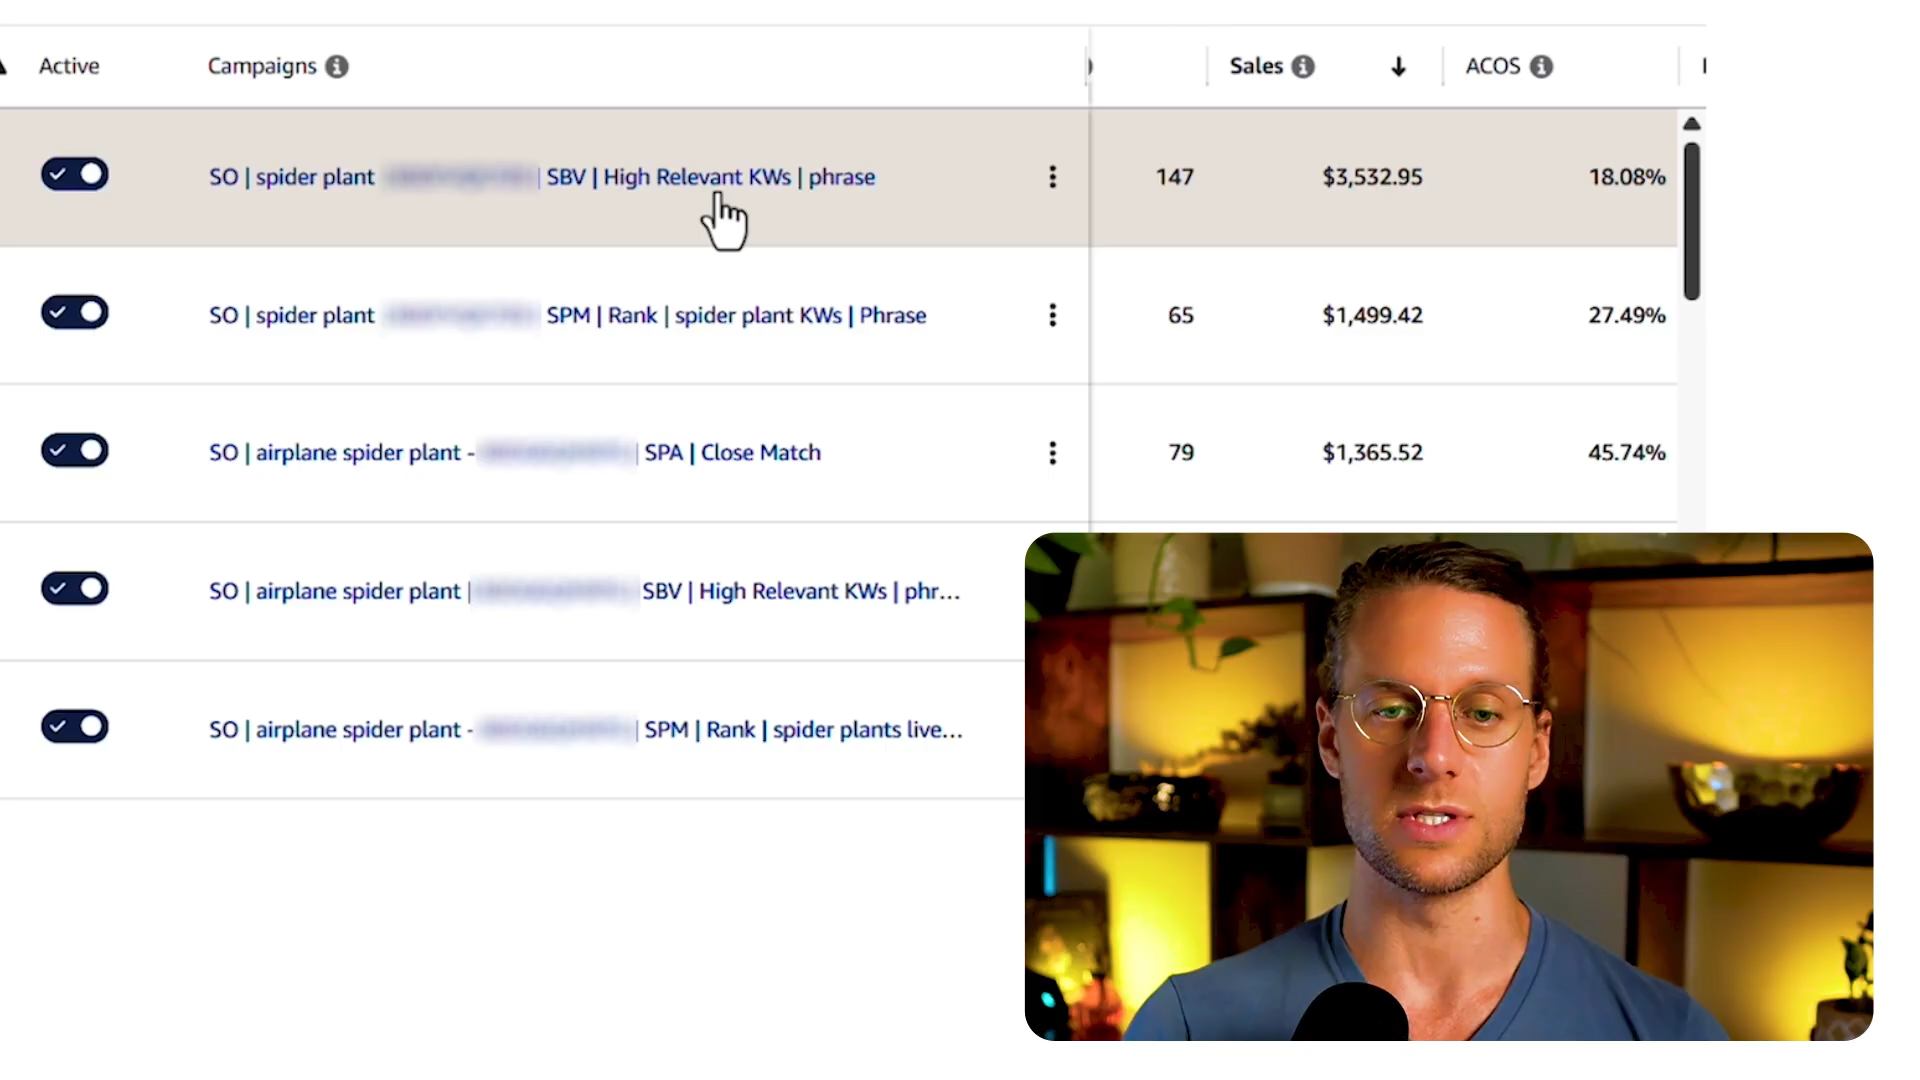 Active Campaigns Sales ACOS
SO | spider plant | SBV | High Relevant KWs | phrase 147 $3,532.95 18.08%
SO | spider plant SPM | Rank | spider plant KWs | Phrase 65 $1,499.42 27.49%
SO | airplane spider plant - | SPA | Close Match 79 $1,365.52 45.74%
SO | airplane spider plant | SBV | High Relevant KWs | phr...
SO | airplane spider plant - | SPM | Rank | spider plants live...